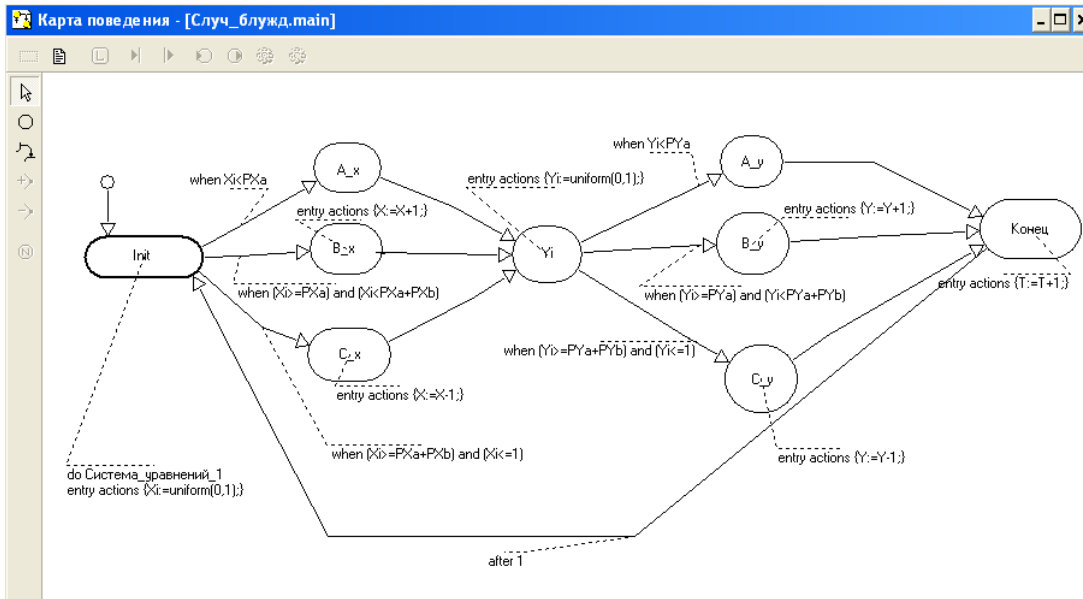 Карта поведения - [Случ_блужд.main]
L
when Yi<PYa
A_y
A_x
when Xi<PXa
entry actions {Yi:=uniform(0,1);}
entry actions {X:=X+1;}
entry actions {Y:=Y+1;}
Конец
Init
B_x
Yi
B_y
N
entry actions {T:=T+1;}
when (Xi>=PXa) and (Xi<PXa+PXb)
when (Yi>=PYa) and (Yi<PYa+PYb)
C_x
when (Yi>=PYa+PYb) and (Yi<=1)
C_y
entry actions {X:=X-1;}
when (Xi>=PXa+PXb) and (Xi<=1)
entry actions {Y:=Y-1;}
do Система_уравнений_1
entry actions {Xi:=uniform(0,1);}
after 1